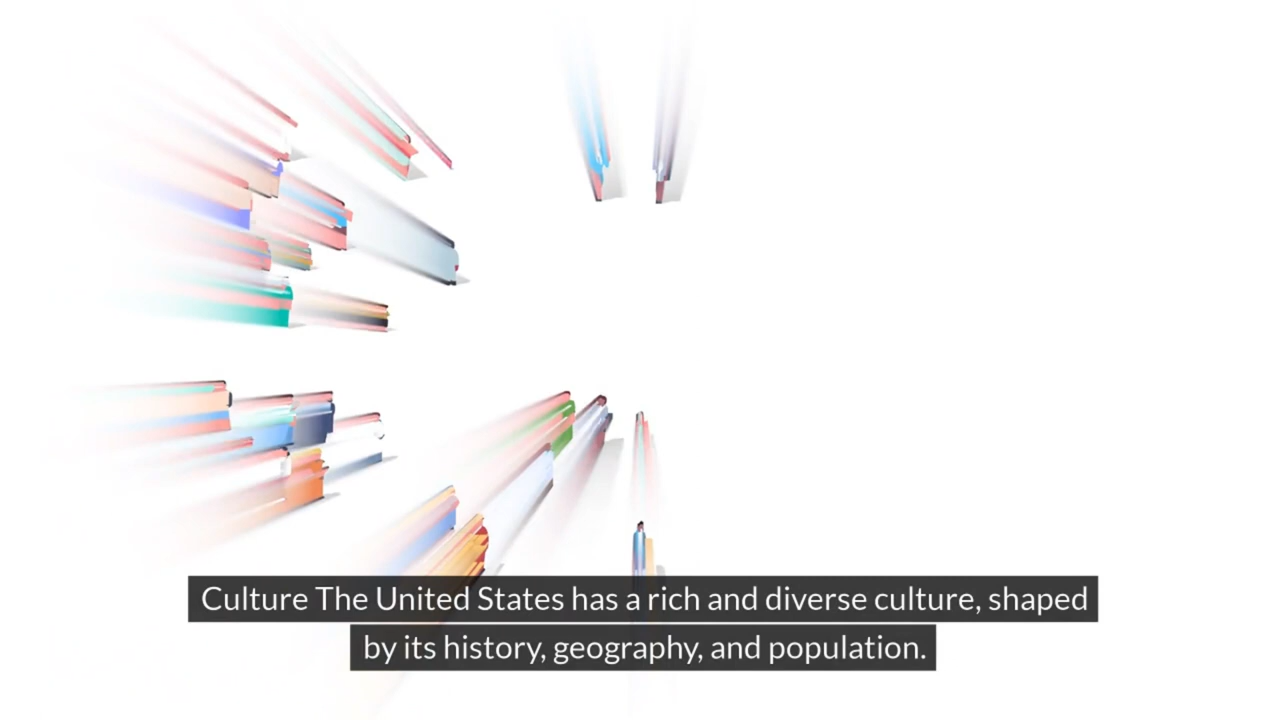 Culture The United States has a rich and diverse culture, shaped
by its history, geography, and population.